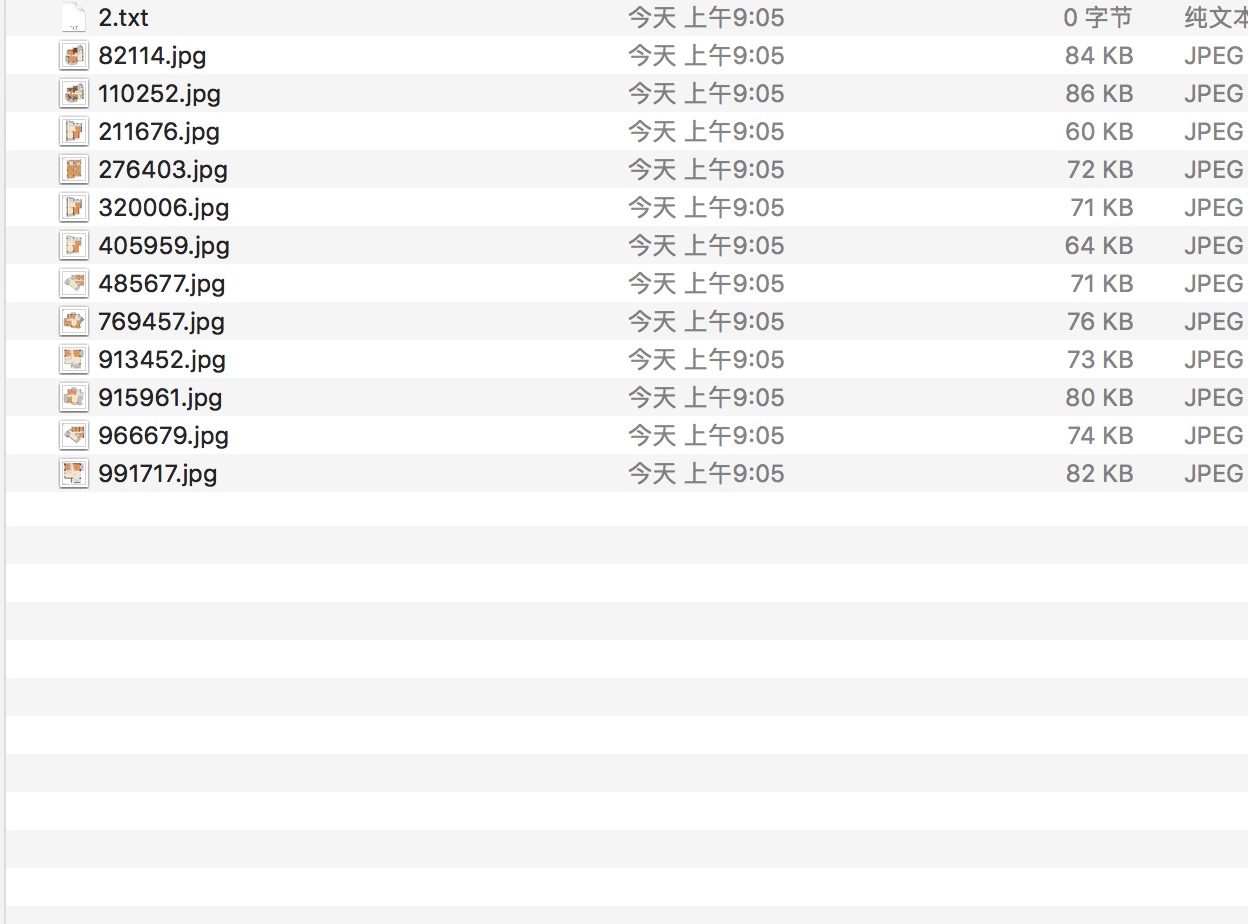 2.txt 今天 上午9:05 0 字节 纯文本
82114.jpg 今天 上午9:05 84 KB JPEG
110252.jpg 今天 上午9:05 86 KB JPEG
211676.jpg 今天 上午9:05 60 KB JPEG
276403.jpg 今天 上午9:05 72 KB JPEG
320006.jpg 今天 上午9:05 71 KB JPEG
405959.jpg 今天 上午9:05 64 KB JPEG
485677.jpg 今天 上午9:05 71 KB JPEG
769457.jpg 今天 上午9:05 76 KB JPEG
913452.jpg 今天 上午9:05 73 KB JPEG
915961.jpg 今天 上午9:05 80 KB JPEG
966679.jpg 今天 上午9:05 74 KB JPEG
991717.jpg 今天 上午9:05 82 KB JPEG